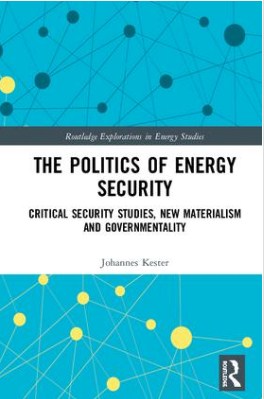 Routledge Explorations in Energy Studies
THE POLITICS OF ENERGY
SECURITY
CRITICAL SECURITY STUDIES, NEW MATERIALISM
AND GOVERNMENTALITY
Johannes Kester
ROUTLEDGE